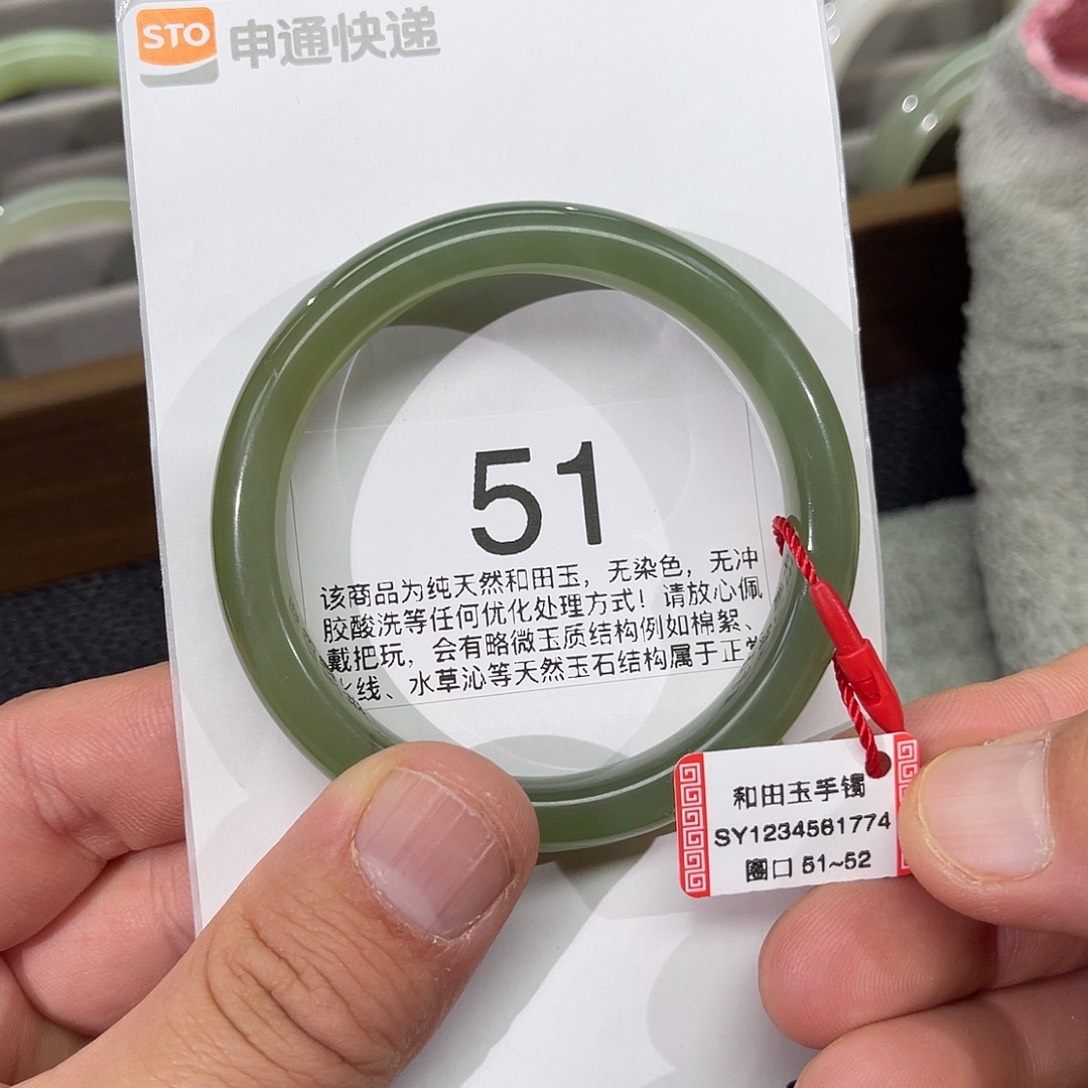 STO 申通快递
51
该商品为纯天然和田玉，无染色，无冲
胶酸洗等任何优化处理方式！请放心佩
戴把玩，会有略微玉质结构例如棉絮、
线、水草沁等天然玉石结构属于正
和田玉手镯
SY1234561774
圈口 51~52